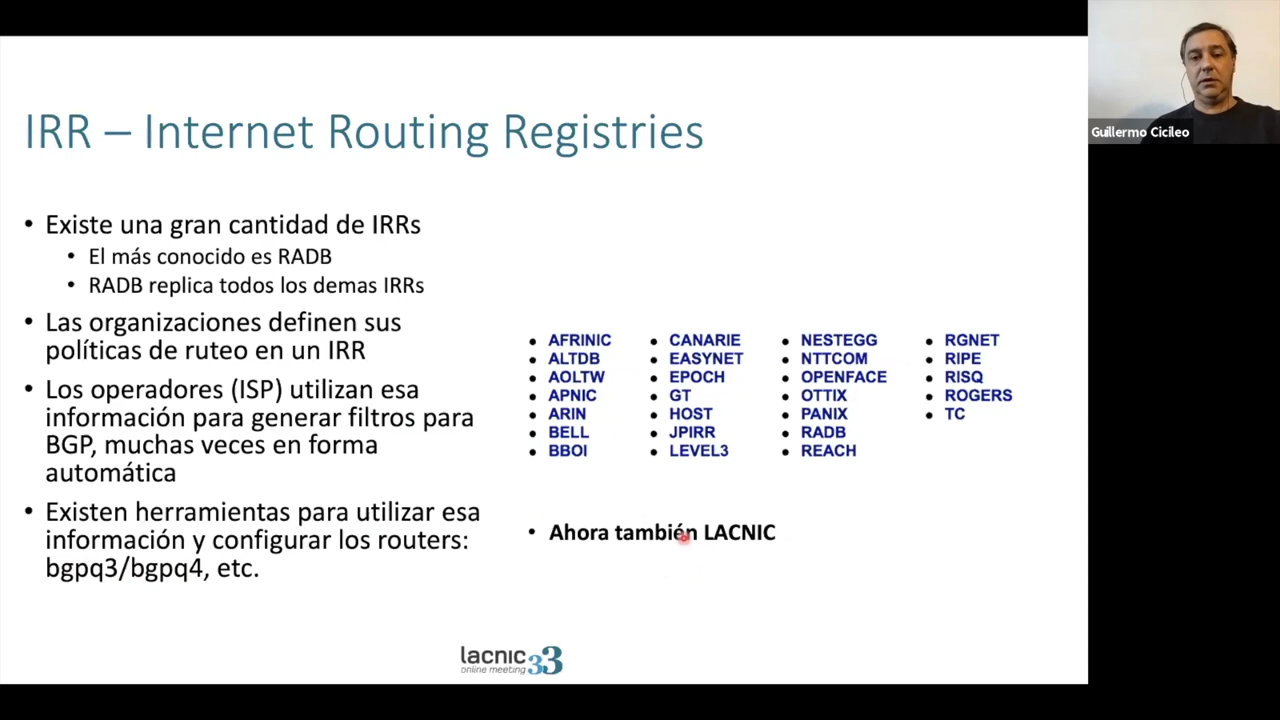 IRR – Internet Routing Registries
Guillermo Cicileo
• Existe una gran cantidad de IRRs
• El más conocido es RADB
• RADB replica todos los demas IRRs
• Las organizaciones definen sus
políticas de ruteo en un IRR
• Los operadores (ISP) utilizan esa
información para generar filtros para
BGP, muchas veces en forma
automática
• Existen herramientas para utilizar esa
información y configurar los routers:
bgpq3/bgpq4, etc.
• AFRINIC
• ALTDB
• AOLTW
• APNIC
• ARIN
• BELL
• BBOI
• CANARIE
• EASYNET
• EPOCH
• GT
• HOST
• JPIRR
• LEVEL3
• NESTEGG
• NTTCOM
• OPENFACE
• OTTIX
• PANIX
• RADB
• REACH
• RGNET
• RIPE
• RISQ
• ROGERS
• TC
• Ahora también LACNIC
lacnic 33
online meeting